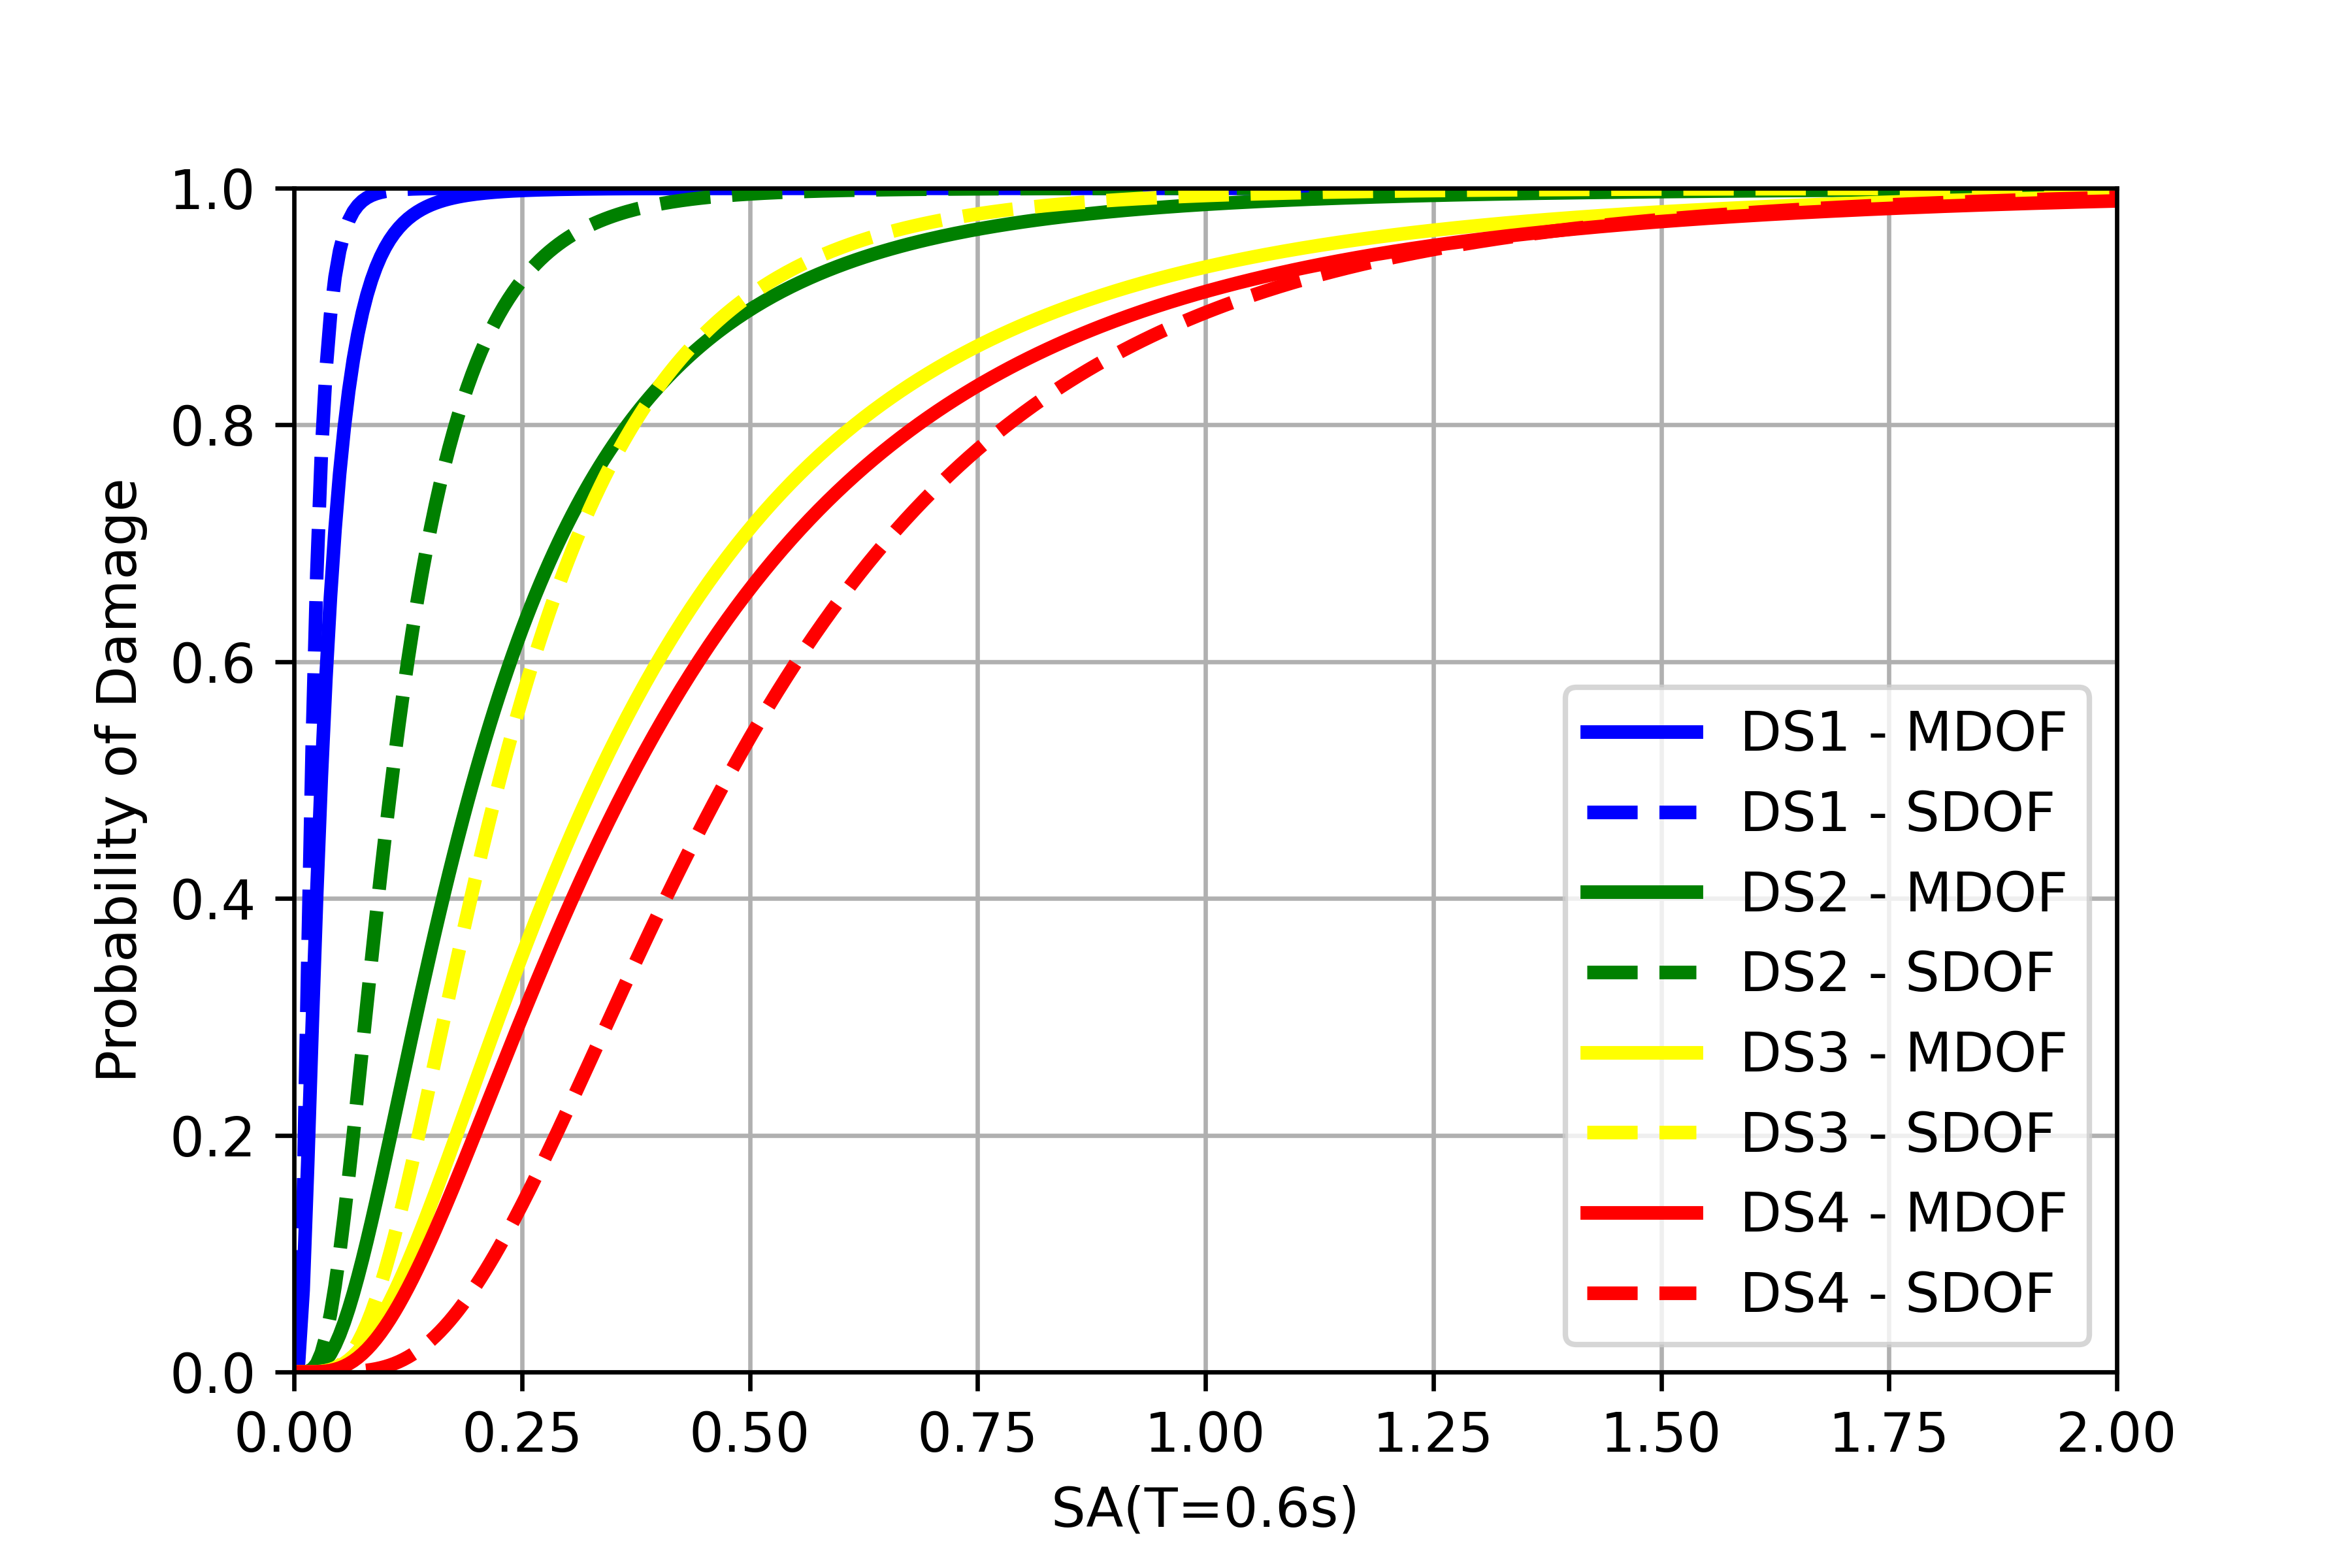 1.0
0.8
0.6
0.4
0.2
0.0
Probability of Damage
0.00 0.25 0.50 0.75 1.00 1.25 1.50 1.75 2.00
SA(T=0.6s)
DS1 - MDOF
DS1 - SDOF
DS2 - MDOF
DS2 - SDOF
DS3 - MDOF
DS3 - SDOF
DS4 - MDOF
DS4 - SDOF